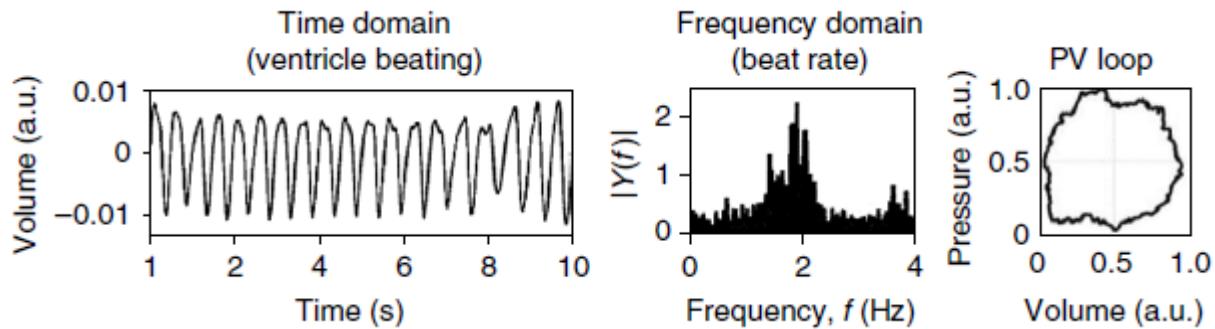 Time domain
(ventricle beating)
Volume (a.u.)
0.01
0
−0.01
1 2 4 6 8 10
Time (s)
Frequency domain
(beat rate)
|Y(f)|
2
1
0
0 2 4
Frequency, f (Hz)
PV loop
Pressure (a.u.)
1.0
0.5
0
0 0.5 1.0
Volume (a.u.)